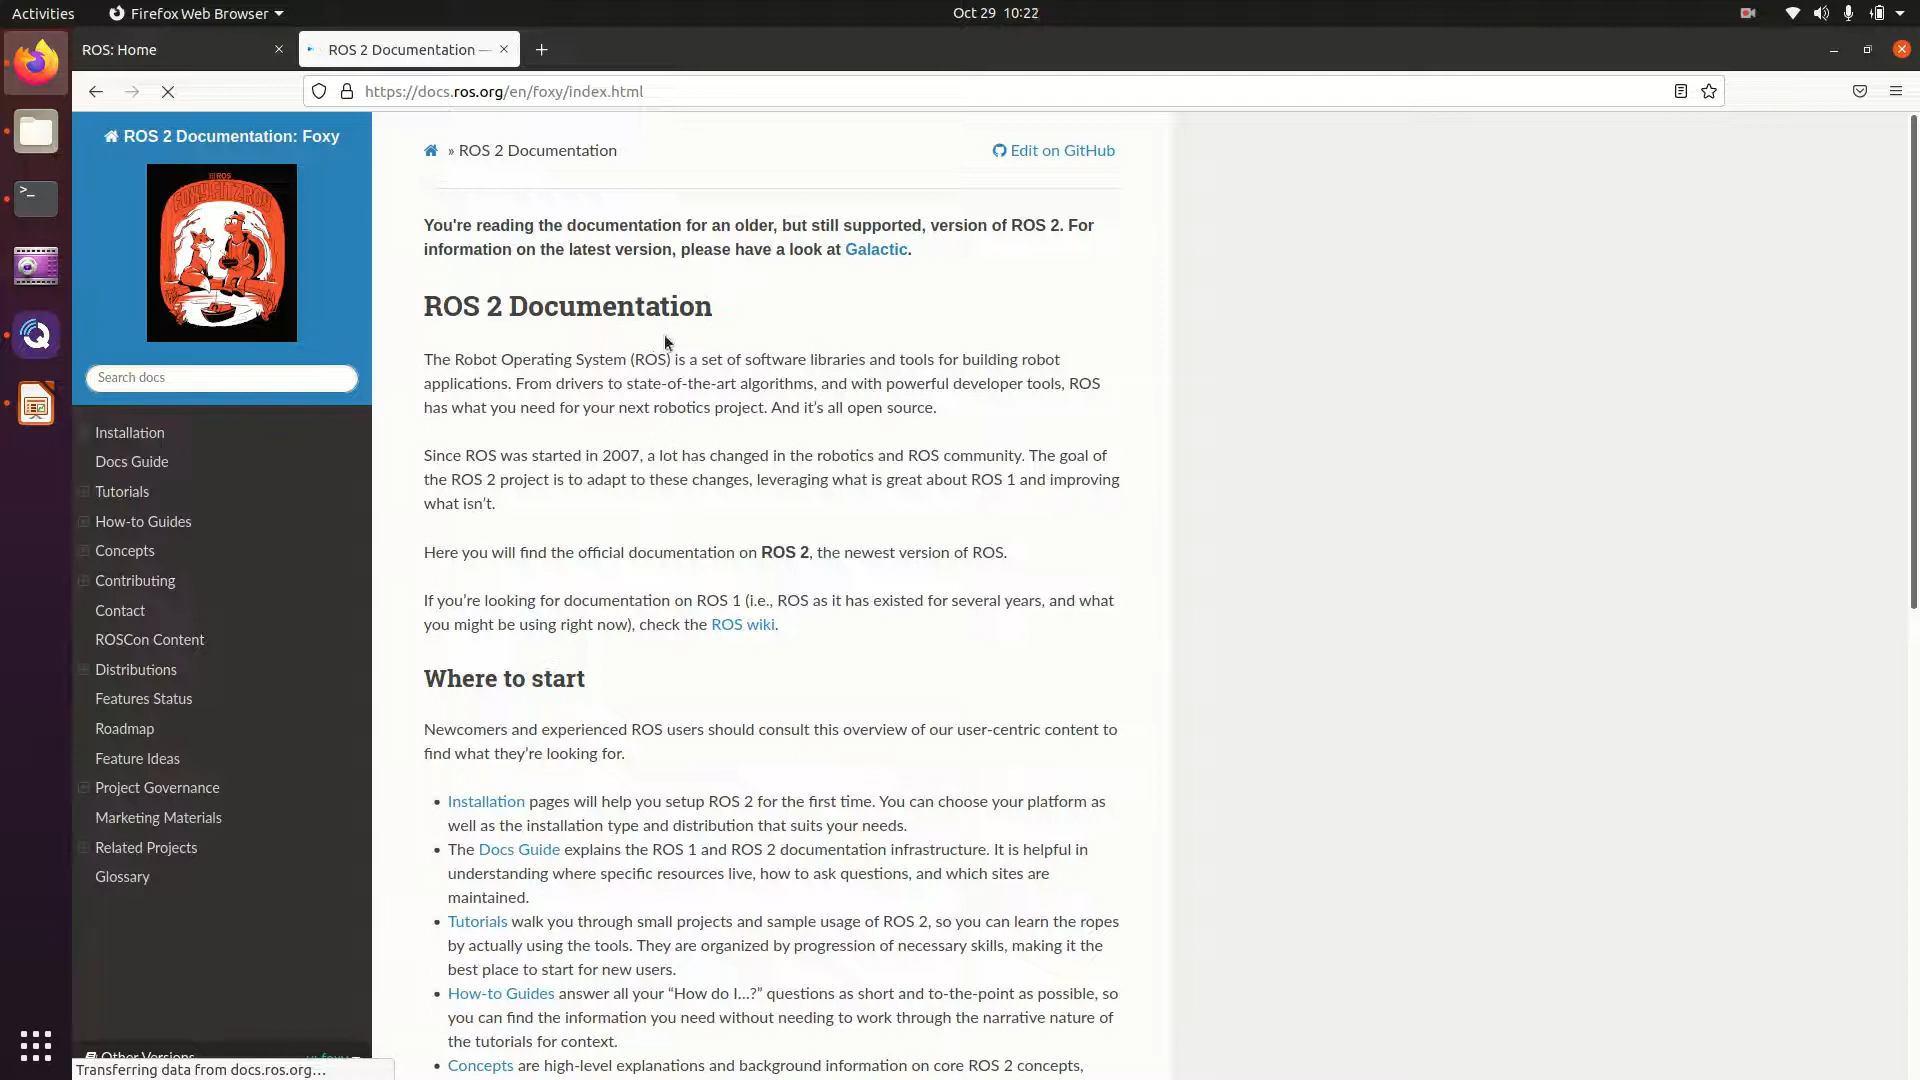 Activities
Firefox Web Browser
Oct 29 10:22
ROS: Home
ROS 2 Documentation —
https://docs.ros.org/en/foxy/index.html
ROS 2 Documentation: Foxy
ROS
FOXY FITZROY
Search docs
Installation
Docs Guide
Tutorials
How-to Guides
Concepts
Contributing
Contact
ROSCon Content
Distributions
Features Status
Roadmap
Feature Ideas
Project Governance
Marketing Materials
Related Projects
Glossary
Other Versions
v: foxy
Transferring data from docs.ros.org…
» ROS 2 Documentation
Edit on GitHub
You're reading the documentation for an older, but still supported, version of ROS 2. For
information on the latest version, please have a look at Galactic.
ROS 2 Documentation
The Robot Operating System (ROS) is a set of software libraries and tools for building robot
applications. From drivers to state-of-the-art algorithms, and with powerful developer tools, ROS
has what you need for your next robotics project. And it's all open source.
Since ROS was started in 2007, a lot has changed in the robotics and ROS community. The goal of
the ROS 2 project is to adapt to these changes, leveraging what is great about ROS 1 and improving
what isn't.
Here you will find the official documentation on ROS 2, the newest version of ROS.
If you're looking for documentation on ROS 1 (i.e., ROS as it has existed for several years, and what
you might be using right now), check the ROS wiki.
Where to start
Newcomers and experienced ROS users should consult this overview of our user-centric content to
find what they're looking for.
• Installation pages will help you setup ROS 2 for the first time. You can choose your platform as
well as the installation type and distribution that suits your needs.
• The Docs Guide explains the ROS 1 and ROS 2 documentation infrastructure. It is helpful in
understanding where specific resources live, how to ask questions, and which sites are
maintained.
• Tutorials walk you through small projects and sample usage of ROS 2, so you can learn the ropes
by actually using the tools. They are organized by progression of necessary skills, making it the
best place to start for new users.
• How-to Guides answer all your “How do I…?” questions as short and to-the-point as possible, so
you can find the information you need without needing to work through the narrative nature of
the tutorials for context.
• Concepts are high-level explanations and background information on core ROS 2 concepts,